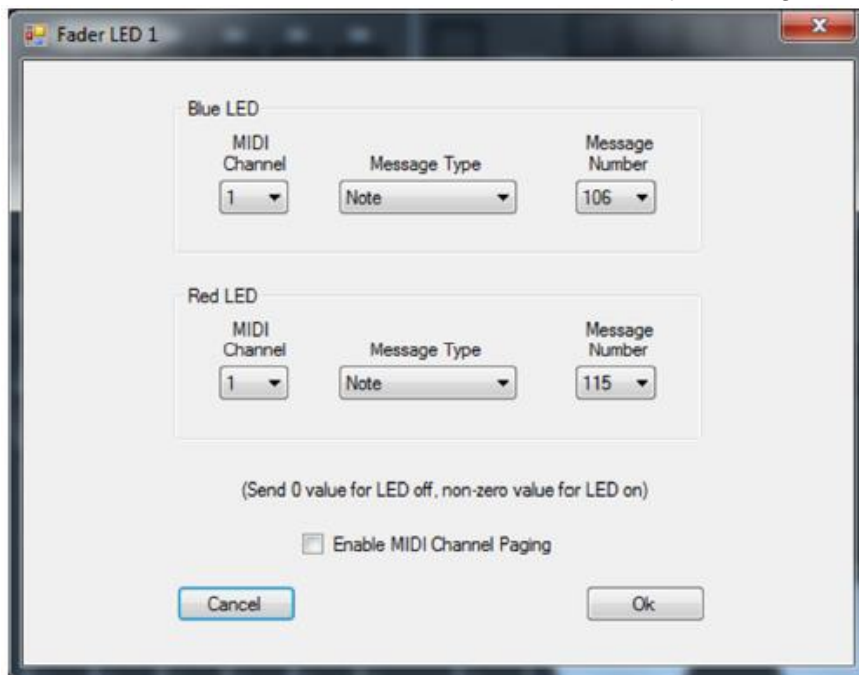 Fader LED 1
Blue LED
MIDI
Channel
Message Type
Message
Number
1
Note
106
Red LED
MIDI
Channel
Message Type
Message
Number
1
Note
115
(Send 0 value for LED off, non-zero value for LED on)
Enable MIDI Channel Paging
Cancel
Ok